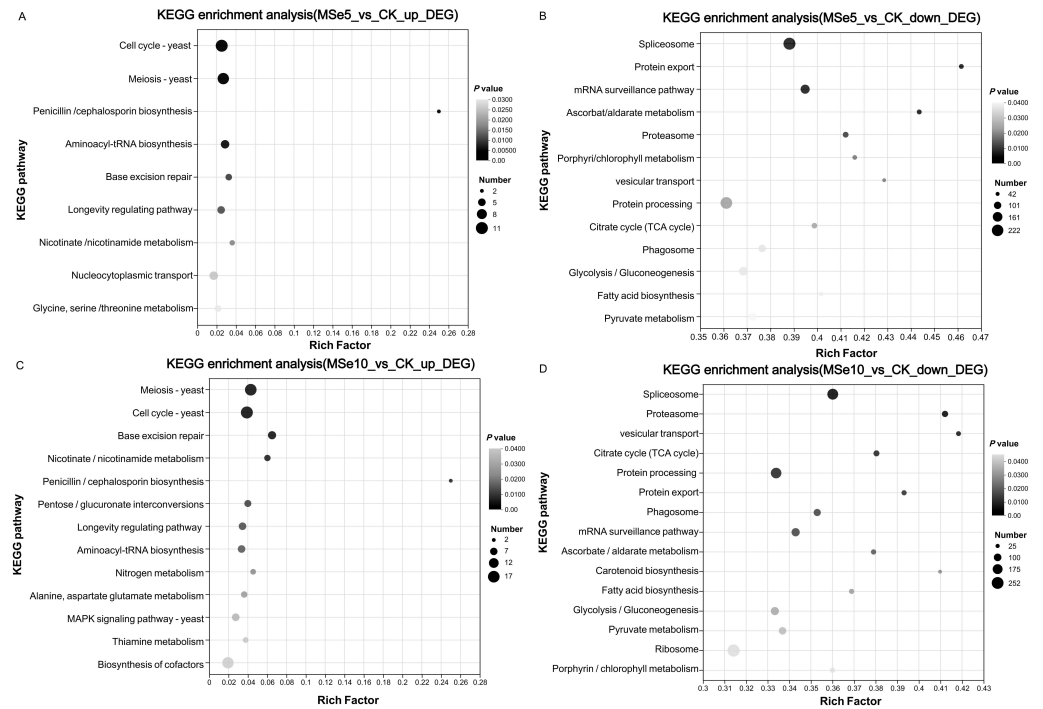 A
KEGG enrichment analysis(MSe5_vs_CK_up_DEG)
KEGG pathway
Cell cycle - yeast
Meiosis - yeast
Penicillin /cephalosporin biosynthesis
Aminoacyl-tRNA biosynthesis
Base excision repair
Longevity regulating pathway
Nicotinate /nicotinamide metabolism
Nucleocytoplasmic transport
Glycine, serine /threonine metabolism
0 0.02 0.04 0.06 0.08 0.1 0.12 0.14 0.16 0.18 0.2 0.22 0.24 0.26 0.28
Rich Factor
P value
0.0300
0.0250
0.0200
0.0150
0.0100
0.00500
0.00
Number
2
5
8
11
B
KEGG enrichment analysis(MSe5_vs_CK_down_DEG)
KEGG pathway
Spliceosome
Protein export
mRNA surveillance pathway
Ascorbat/aldarate metabolism
Proteasome
Porphyri/chlorophyll metabolism
vesicular transport
Protein processing
Citrate cycle (TCA cycle)
Phagosome
Glycolysis / Gluconeogenesis
Fatty acid biosynthesis
Pyruvate metabolism
0.35 0.36 0.37 0.38 0.39 0.4 0.41 0.42 0.43 0.44 0.45 0.46 0.47
Rich Factor
P value
0.0400
0.0300
0.0200
0.0100
0.00
Number
42
101
161
222
C
KEGG enrichment analysis(MSe10_vs_CK_up_DEG)
KEGG pathway
Meiosis - yeast
Cell cycle - yeast
Base excision repair
Nicotinate / nicotinamide metabolism
Penicillin / cephalosporin biosynthesis
Pentose / glucuronate interconversions
Longevity regulating pathway
Aminoacyl-tRNA biosynthesis
Nitrogen metabolism
Alanine, aspartate glutamate metabolism
MAPK signaling pathway - yeast
Thiamine metabolism
Biosynthesis of cofactors
0 0.02 0.04 0.06 0.08 0.1 0.12 0.14 0.16 0.18 0.2 0.22 0.24 0.26 0.28
Rich Factor
P value
0.0400
0.0300
0.0200
0.0100
0.00
Number
2
7
12
17
D
KEGG enrichment analysis(MSe10_vs_CK_down_DEG)
KEGG pathway
Spliceosome
Proteasome
vesicular transport
Citrate cycle (TCA cycle)
Protein processing
Protein export
Phagosome
mRNA surveillance pathway
Ascorbate / aldarate metabolism
Carotenoid biosynthesis
Fatty acid biosynthesis
Glycolysis / Gluconeogenesis
Pyruvate metabolism
Ribosome
Porphyrin / chlorophyll metabolism
0.3 0.31 0.32 0.33 0.34 0.35 0.36 0.37 0.38 0.39 0.4 0.41 0.42 0.43
Rich Factor
P value
0.0400
0.0300
0.0200
0.0100
0.00
Number
25
100
175
252